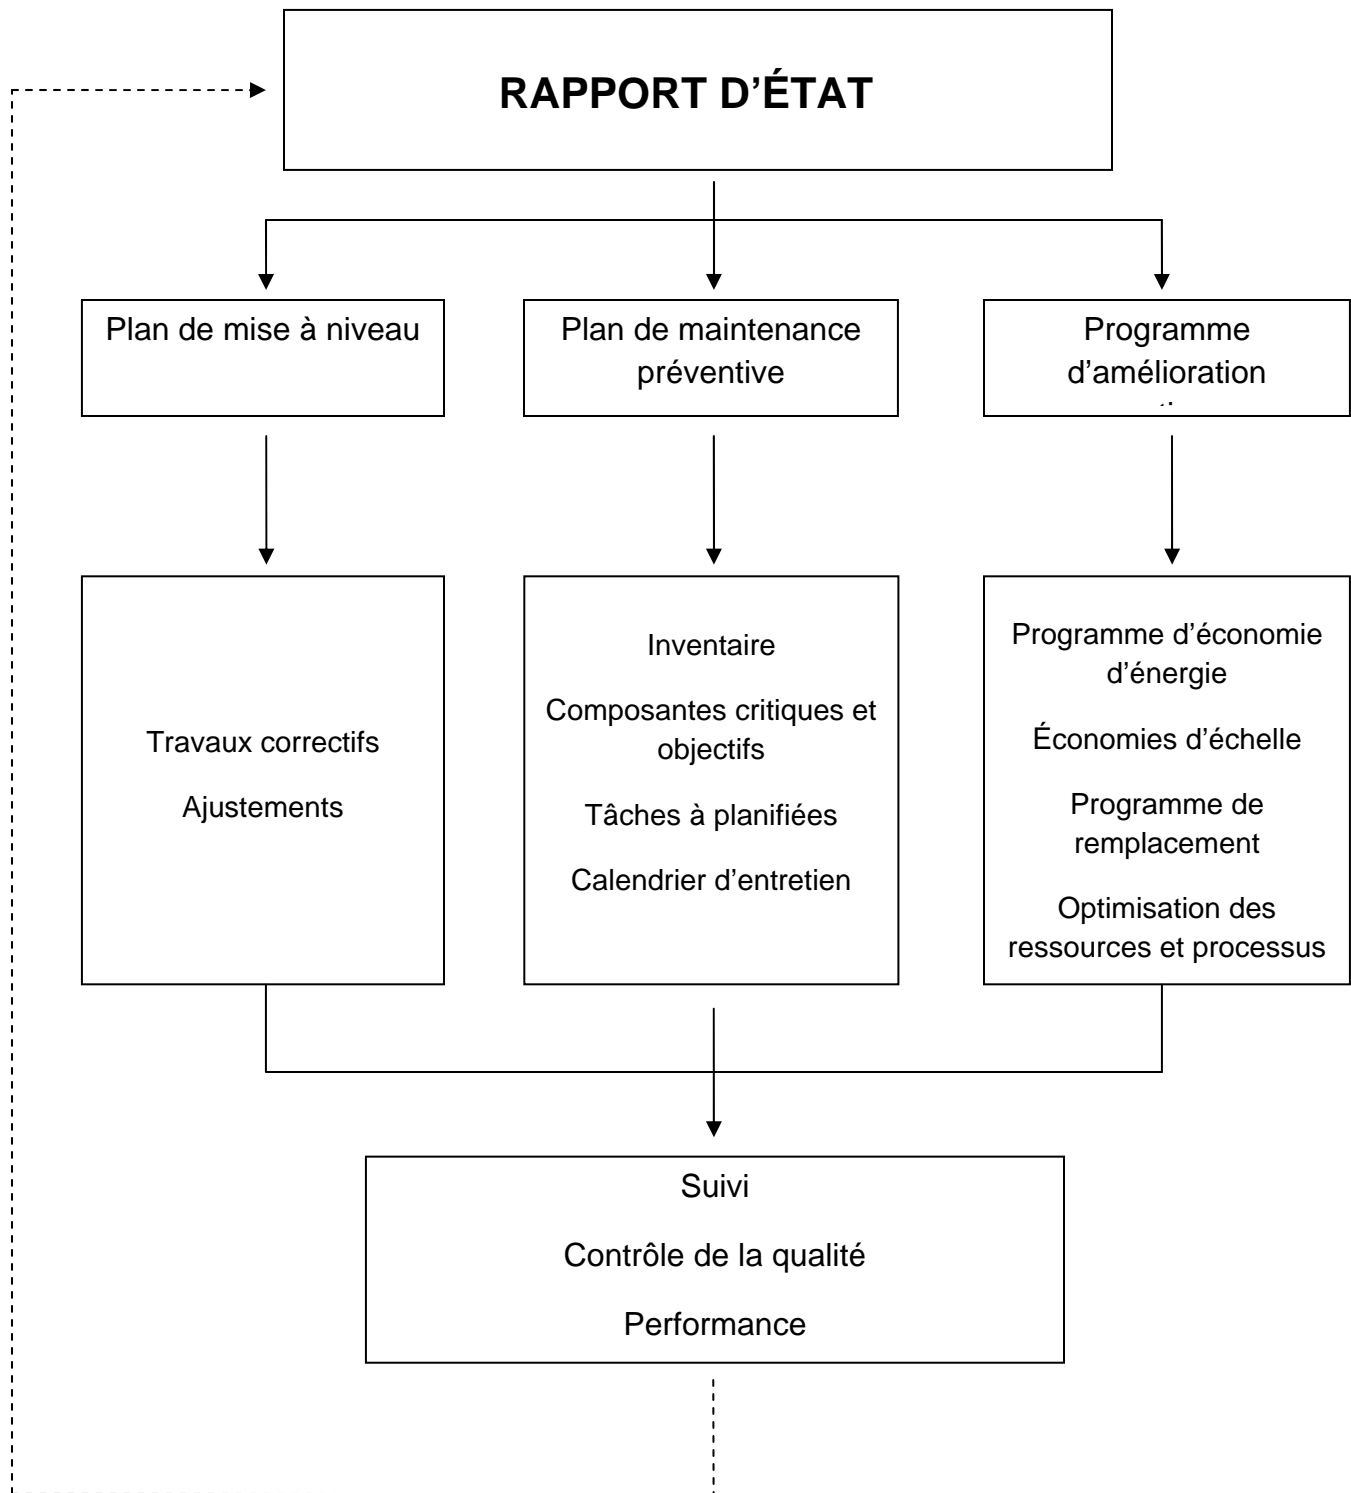 RAPPORT D’ÉTAT
Plan de mise à niveau
Plan de maintenance
préventive
Programme
d’amélioration
Travaux correctifs
Ajustements
Inventaire
Composantes critiques et
objectifs
Tâches à planifiées
Calendrier d’entretien
Programme d’économie
d’énergie
Économies d’échelle
Programme de
remplacement
Optimisation des
ressources et processus
Suivi
Contrôle de la qualité
Performance